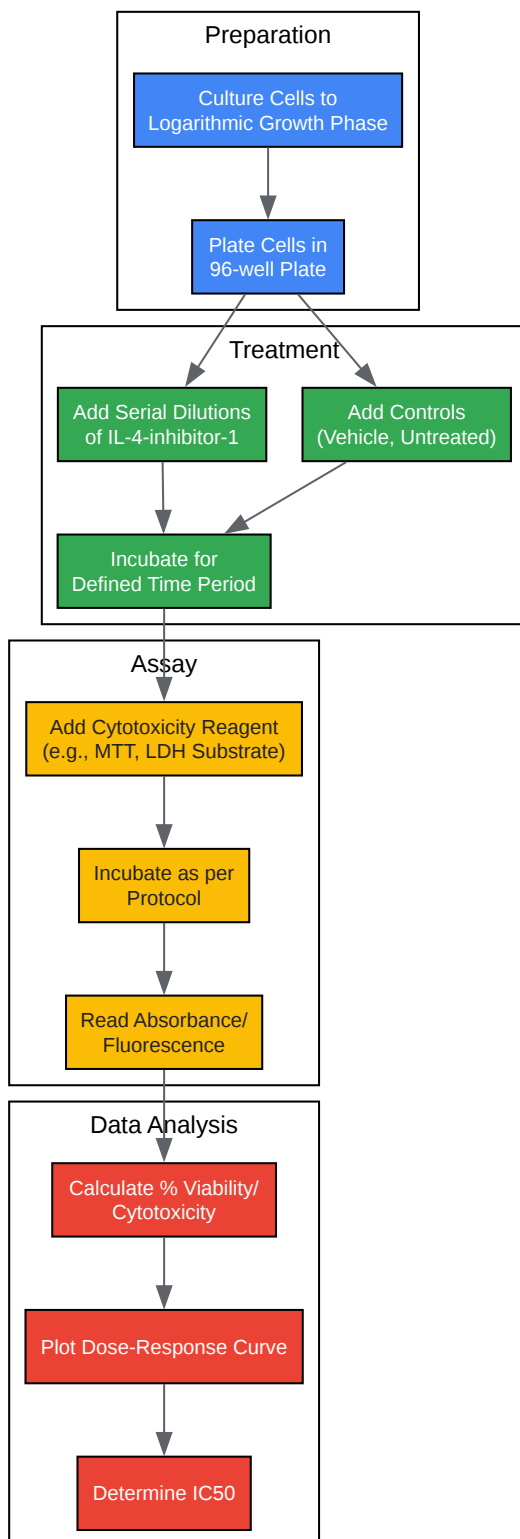 Preparation
Culture Cells to
Logarithmic Growth Phase
Plate Cells in
96-well Plate
Treatment
Add Serial Dilutions
of IL-4-inhibitor-1
Add Controls
(Vehicle, Untreated)
Incubate for
Defined Time Period
Assay
Add Cytotoxicity Reagent
(e.g., MTT, LDH Substrate)
Incubate as per
Protocol
Read Absorbance/
Fluorescence
Data Analysis
Calculate % Viability/
Cytotoxicity
Plot Dose-Response Curve
Determine IC50